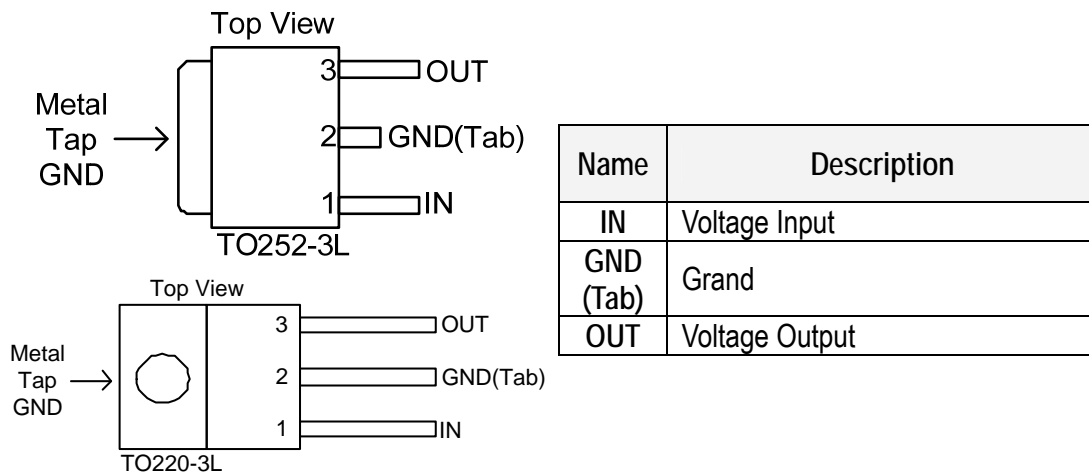 Top View
3 OUT
Metal
Tap
GND
2 GND(Tab)
1 IN
TO252-3L
Top View
3 OUT
Metal
Tap
GND
2 GND(Tab)
1 IN
TO220-3L
Name Description
IN Voltage Input
GND
(Tab) Grand
OUT Voltage Output